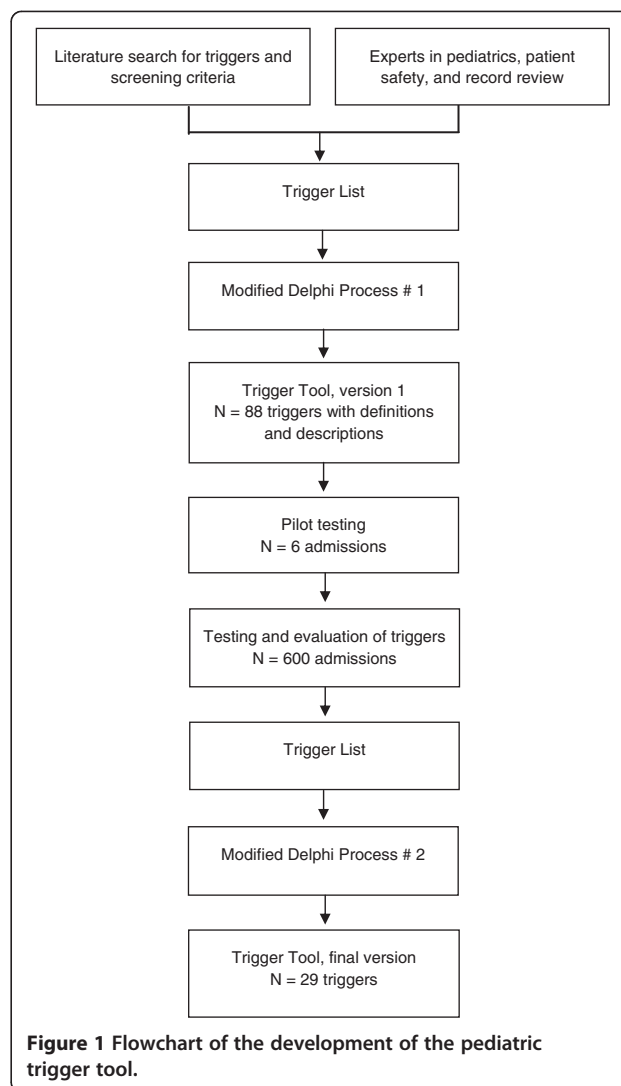 Literature search for triggers and
screening criteria
Experts in pediatrics, patient
safety, and record review
Trigger List
Modified Delphi Process # 1
Trigger Tool, version 1
N = 88 triggers with definitions
and descriptions
Pilot testing
N = 6 admissions
Testing and evaluation of triggers
N = 600 admissions
Trigger List
Modified Delphi Process # 2
Trigger Tool, final version
N = 29 triggers
Figure 1 Flowchart of the development of the pediatric
trigger tool.